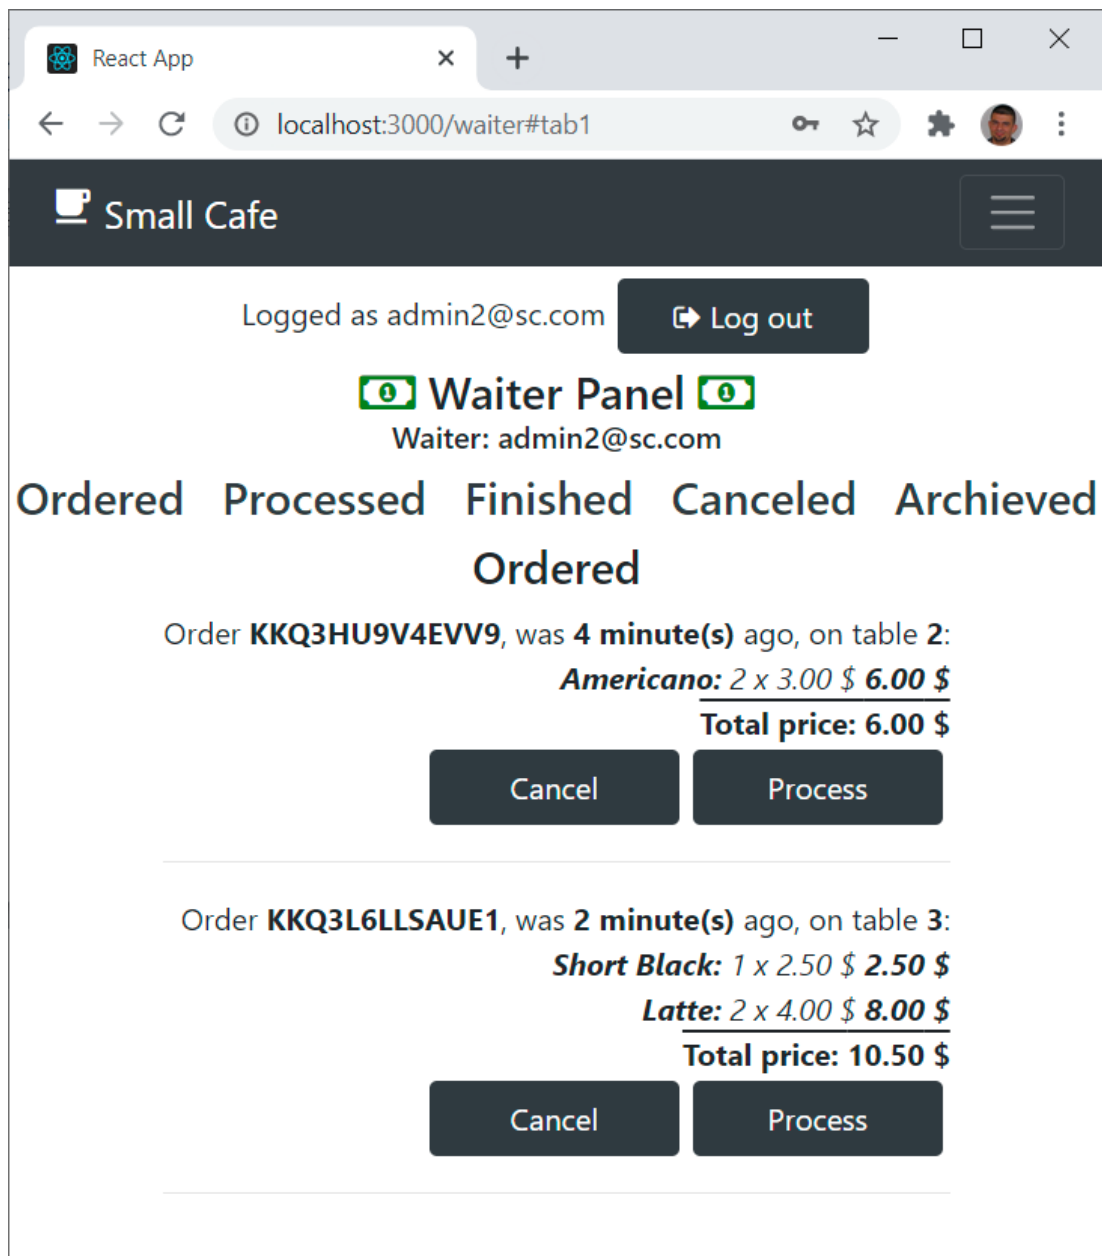 React App
localhost:3000/waiter#tab1
Small Cafe
Logged as admin2@sc.com Log out
1 Waiter Panel 1
Waiter: admin2@sc.com
Ordered Processed Finished Canceled Archieved
Ordered
Order KKQ3HU9V4EVV9, was 4 minute(s) ago, on table 2:
Americano: 2 x 3.00 $ 6.00 $
Total price: 6.00 $
Cancel Process
Order KKQ3L6LLSAUE1, was 2 minute(s) ago, on table 3:
Short Black: 1 x 2.50 $ 2.50 $
Latte: 2 x 4.00 $ 8.00 $
Total price: 10.50 $
Cancel Process